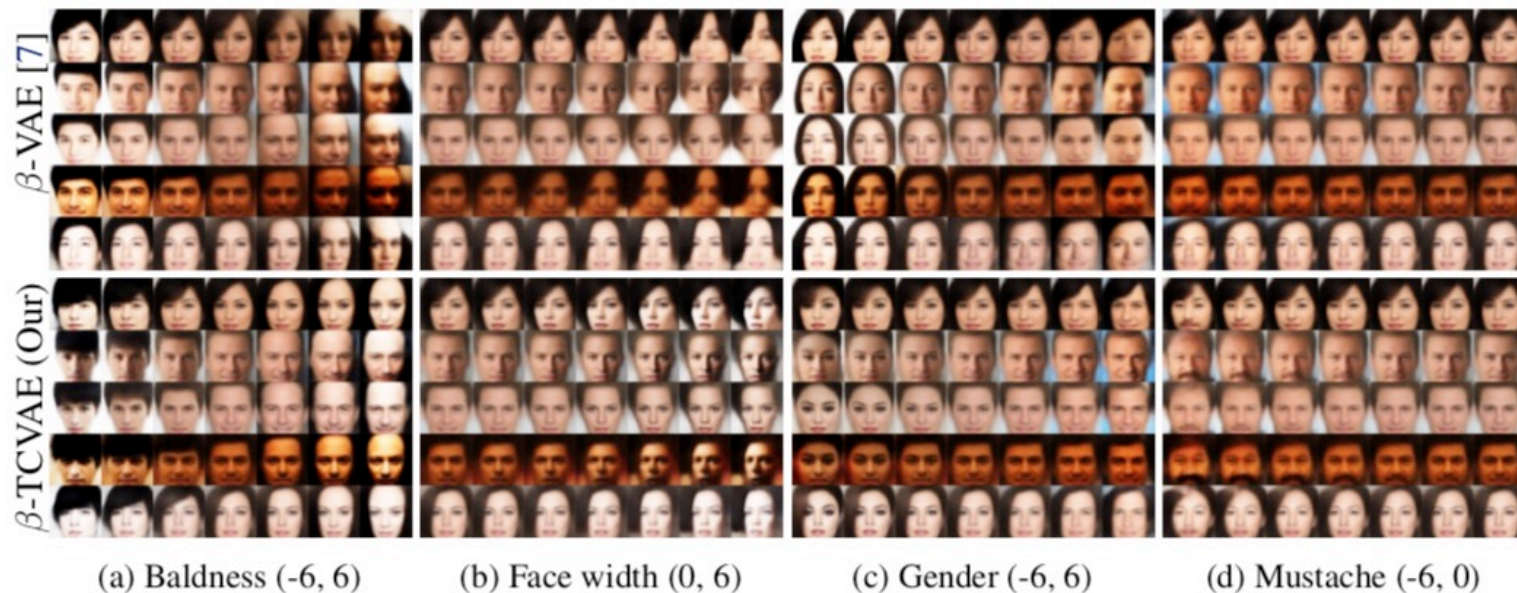 β-VAE [7]
β-TCVAE (Our)
(a) Baldness (-6, 6)
(b) Face width (0, 6)
(c) Gender (-6, 6)
(d) Mustache (-6, 0)